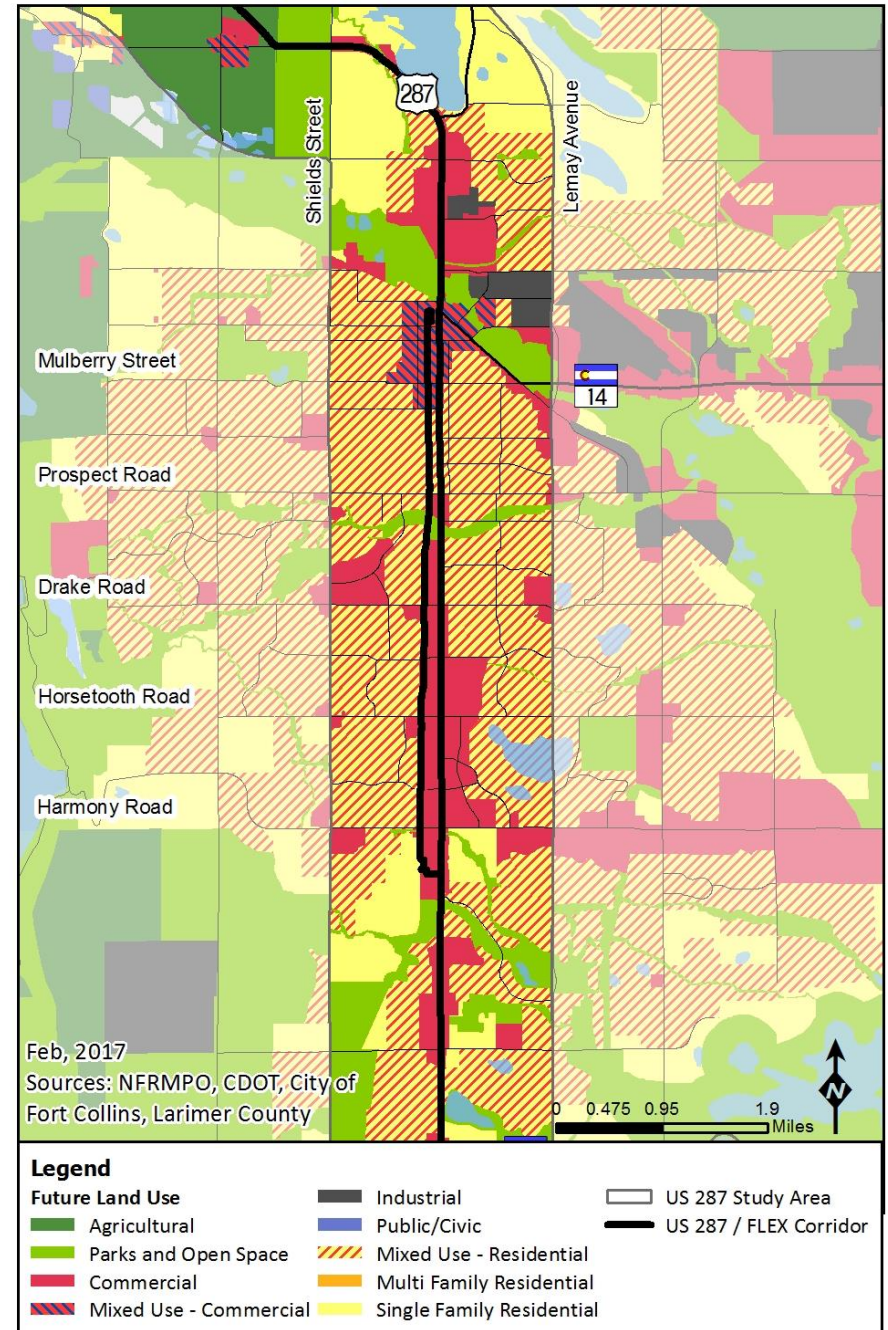 287
Shields Street
Lemay Avenue
Mulberry Street
14
Prospect Road
Drake Road
Horsetooth Road
Harmony Road
Feb, 2017
Sources: NFRMPO, CDOT, City of
Fort Collins, Larimer County
0 0.475 0.95 1.9
Miles
N
Legend
Future Land Use
Agricultural
Parks and Open Space
Commercial
Mixed Use - Commercial
Industrial
Public/Civic
Mixed Use - Residential
Multi Family Residential
Single Family Residential
US 287 Study Area
US 287 / FLEX Corridor